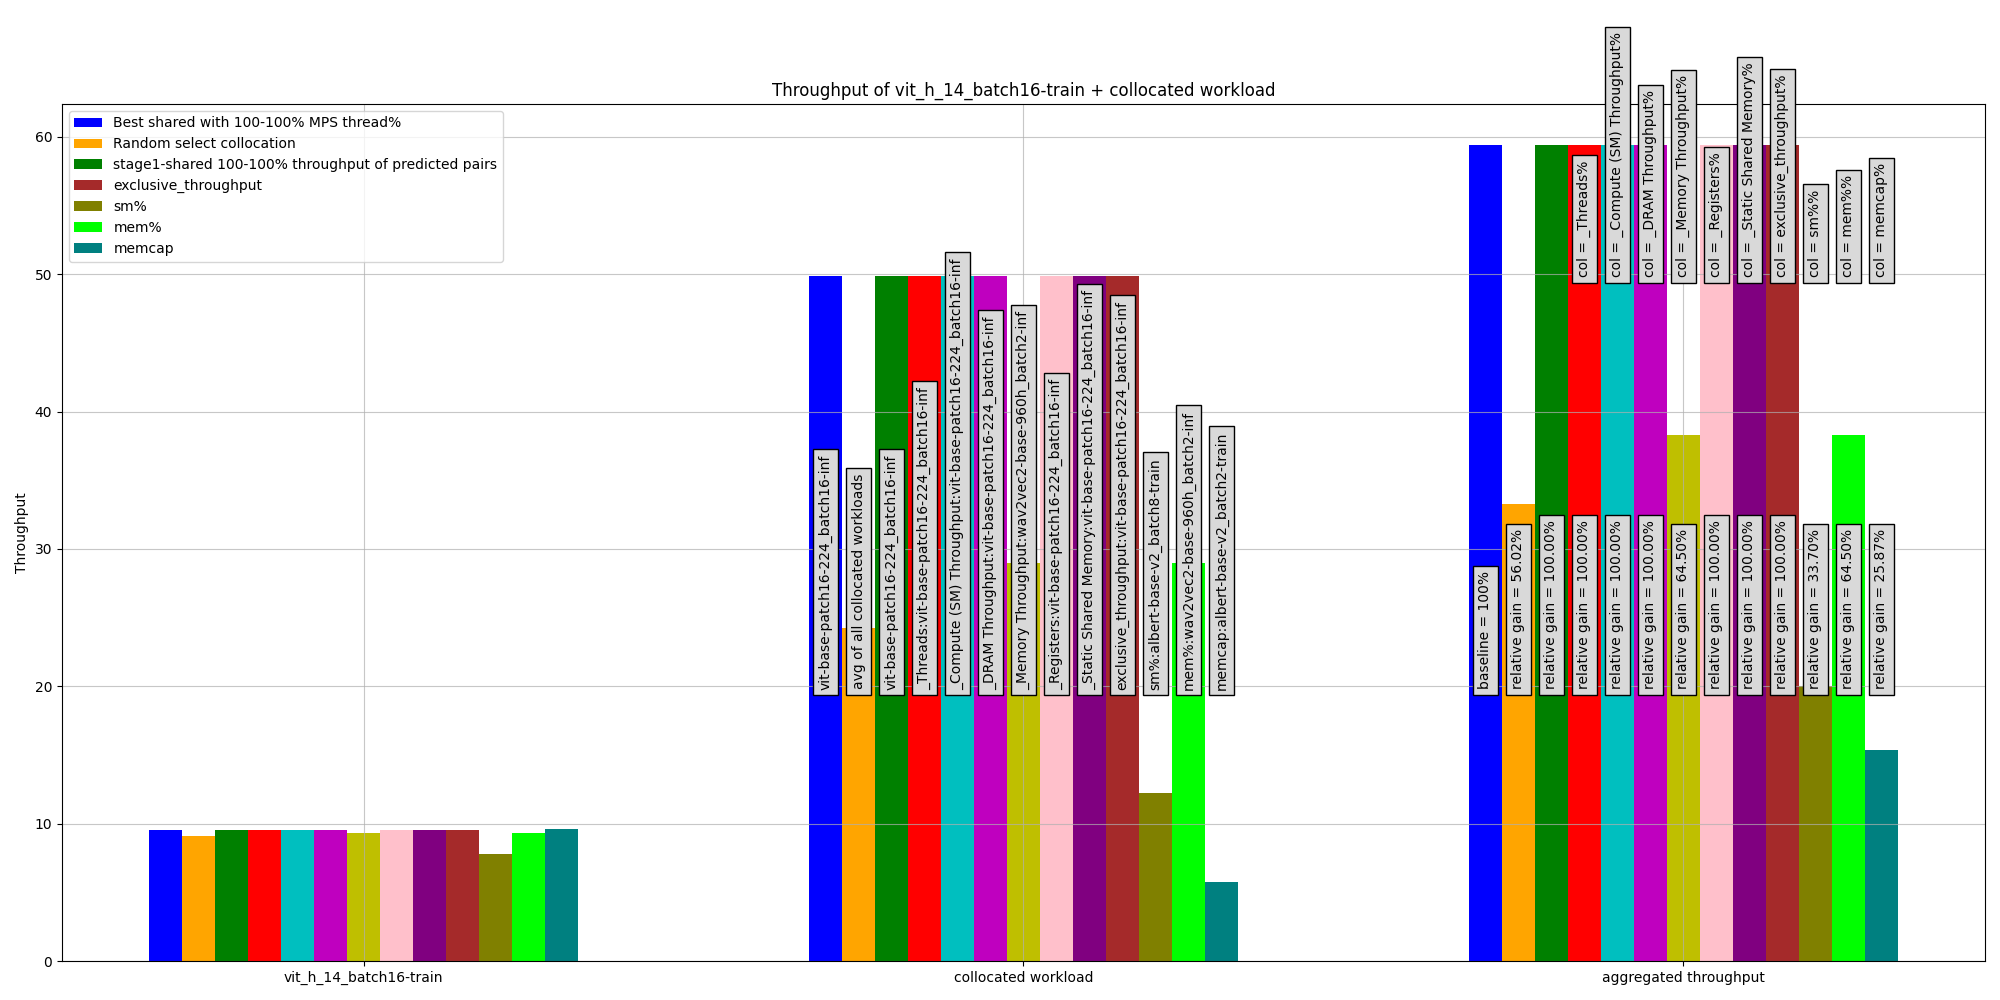 Throughput of vit_h_14_batch16-train + collocated workload
Best shared with 100-100% MPS thread%
Random select collocation
stage1-shared 100-100% throughput of predicted pairs
exclusive_throughput
sm%
mem%
memcap
Throughput
60
50
40
30
20
10
0
vit-base-patch16-224_batch16-inf
avg of all collocated workloads
vit-base-patch16-224_batch16-inf
_Threads:vit-base-patch16-224_batch16-inf
_Compute (SM) Throughput:vit-base-patch16-224_batch16-inf
_DRAM Throughput:vit-base-patch16-224_batch16-inf
_Memory Throughput:wav2vec2-base-960h_batch2-inf
_Registers:vit-base-patch16-224_batch16-inf
_Static Shared Memory:vit-base-patch16-224_batch16-inf
exclusive_throughput:vit-base-patch16-224_batch16-inf
sm%:albert-base-v2_batch8-train
mem%:wav2vec2-base-960h_batch2-inf
memcap:albert-base-v2_batch2-train
col = _Threads%
col = _Compute (SM) Throughput%
col = _DRAM Throughput%
col = _Memory Throughput%
col = _Registers%
col = _Static Shared Memory%
col = exclusive_throughput%
col = sm%%
col = mem%%
col = memcap%
baseline = 100%
relative gain = 56.02%
relative gain = 100.00%
relative gain = 100.00%
relative gain = 100.00%
relative gain = 100.00%
relative gain = 64.50%
relative gain = 100.00%
relative gain = 100.00%
relative gain = 100.00%
relative gain = 33.70%
relative gain = 64.50%
relative gain = 25.87%
vit_h_14_batch16-train
collocated workload
aggregated throughput